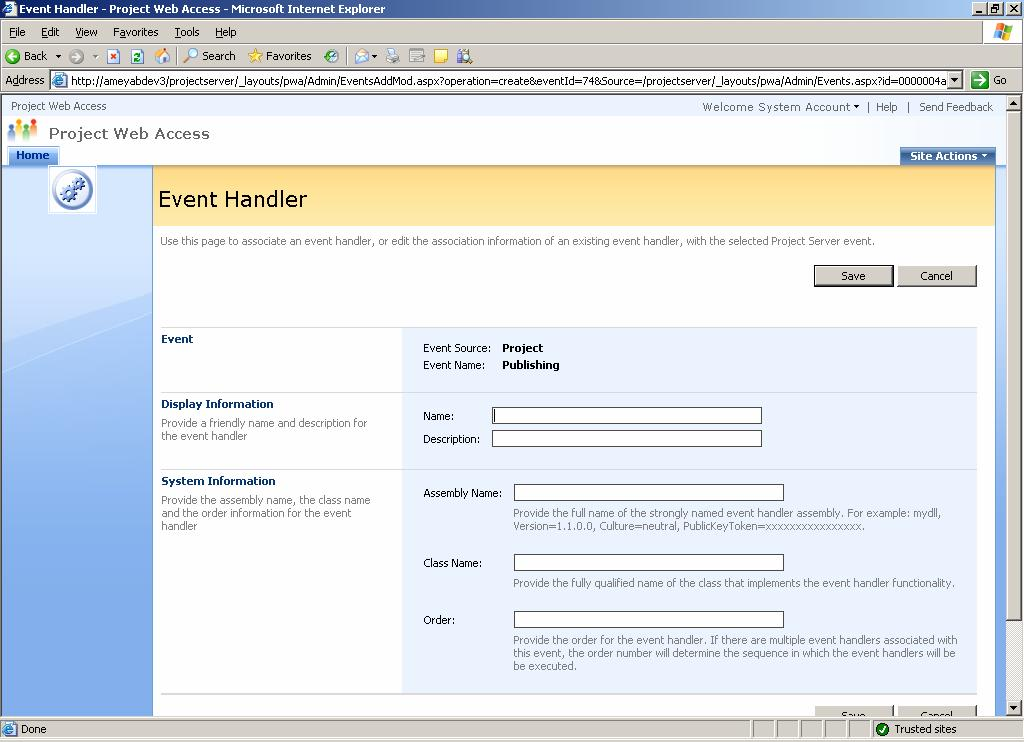 Event Handler - Project Web Access - Microsoft Internet Explorer
File Edit View Favorites Tools Help
Back Search Favorites
Address http://ameyabdev3/projectserver/_layouts/pwa/Admin/EventsAddMod.aspx?operation=create&eventId=74&Source=/projectserver/_layouts/pwa/Admin/Events.aspx?id=0000004a Go
Project Web Access Welcome System Account | Help | Send Feedback
Project Web Access
Home Site Actions
Event Handler
Use this page to associate an event handler, or edit the association information of an existing event handler, with the selected Project Server event.
Save Cancel
Event
Event Source: Project
Event Name: Publishing
Display Information
Provide a friendly name and description for
the event handler
Name:
Description:
System Information
Provide the assembly name, the class name
and the order information for the event
handler
Assembly Name:
Provide the full name of the strongly named event handler assembly. For example: mydll,
Version=1.1.0.0, Culture=neutral, PublicKeyToken=xxxxxxxxxxxxxxxx.
Class Name:
Provide the fully qualified name of the class that implements the event handler functionality.
Order:
Provide the order for the event handler. If there are multiple event handlers associated with
this event, the order number will determine the sequence in which the event handlers will be
be executed.
Save Cancel
Done Trusted sites